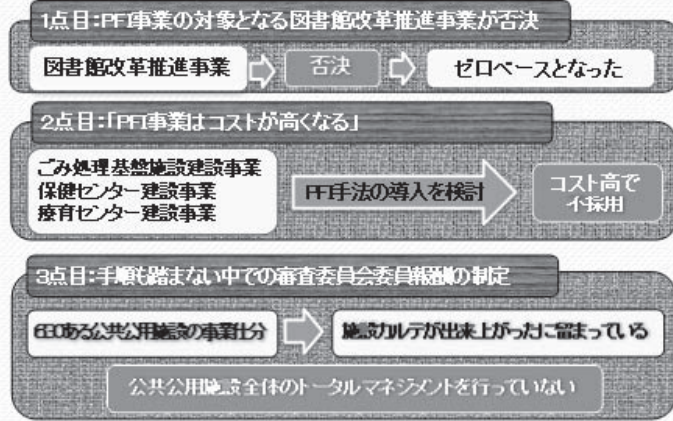 1点目:PFI事業の対象となる図書館改革推進事業が否決
図書館改革推進事業
否決
ゼロベースとなった
2点目:「PFI事業はコストが高くなる」
ごみ処理基盤施設建設事業
保健センター建設事業
療育センター建設事業
PFI手法の導入を検討
コスト高で
不採用
3点目:手順も踏まない中での審査委員会委員報酬の制定
ある公共公用施設の事業仕分
施設カルテが出来上がったに留まっている
公共公用施設全体のトータルマネジメントを行っていない